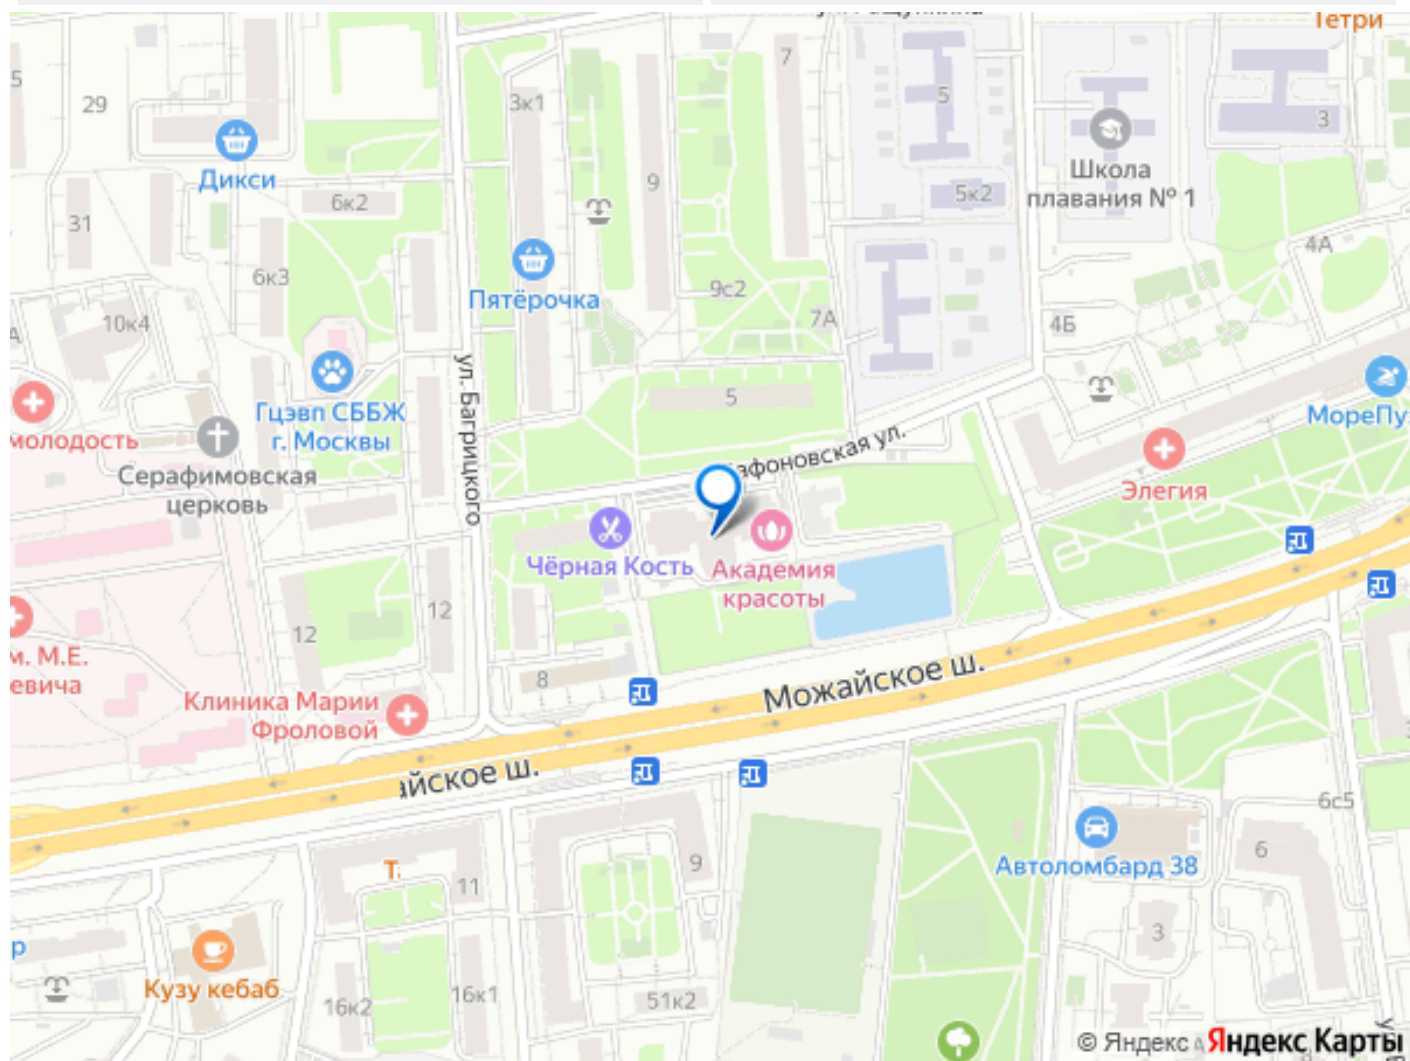 Тетри
7
5
29
3к1
5
3
Дикси
Школа
плавания № 1
9
5к2
6к2
31
4А
6к3
9с2
Пятёрочка
7А
4Б
10к4
ул. Багрицкого
5
Гцэвп СББЖ
г. Москвы
молодость
МореПу
Серафимовская
церковь
афоновская ул.
Элегия
Чёрная Кость
Академия
красоты
12
12
м. М.Е.
евича
8
Можайское ш.
Клиника Марии
Фроловой
айское ш.
6с5
9
6
Автоломбард 38
11
3
р
Кузу кебаб
16к2
16к1
51к2
© Яндекс Яндекс Карты